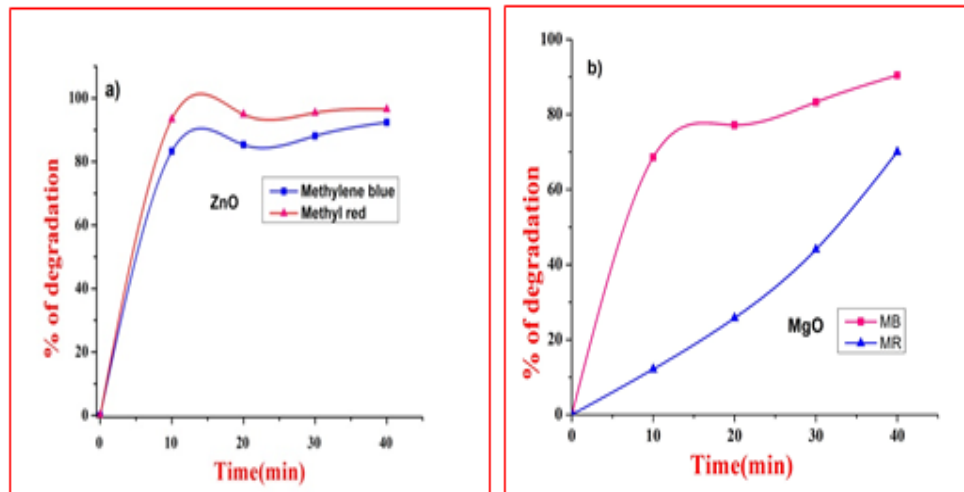 a)
100
80
60
40
20
0
% of degradation
ZnO
Methylene blue
Methyl red
0 10 20 30 40
Time(min)
b)
100
80
60
40
20
0
% of degradation
MgO
MB
MR
0 10 20 30 40
Time(min)